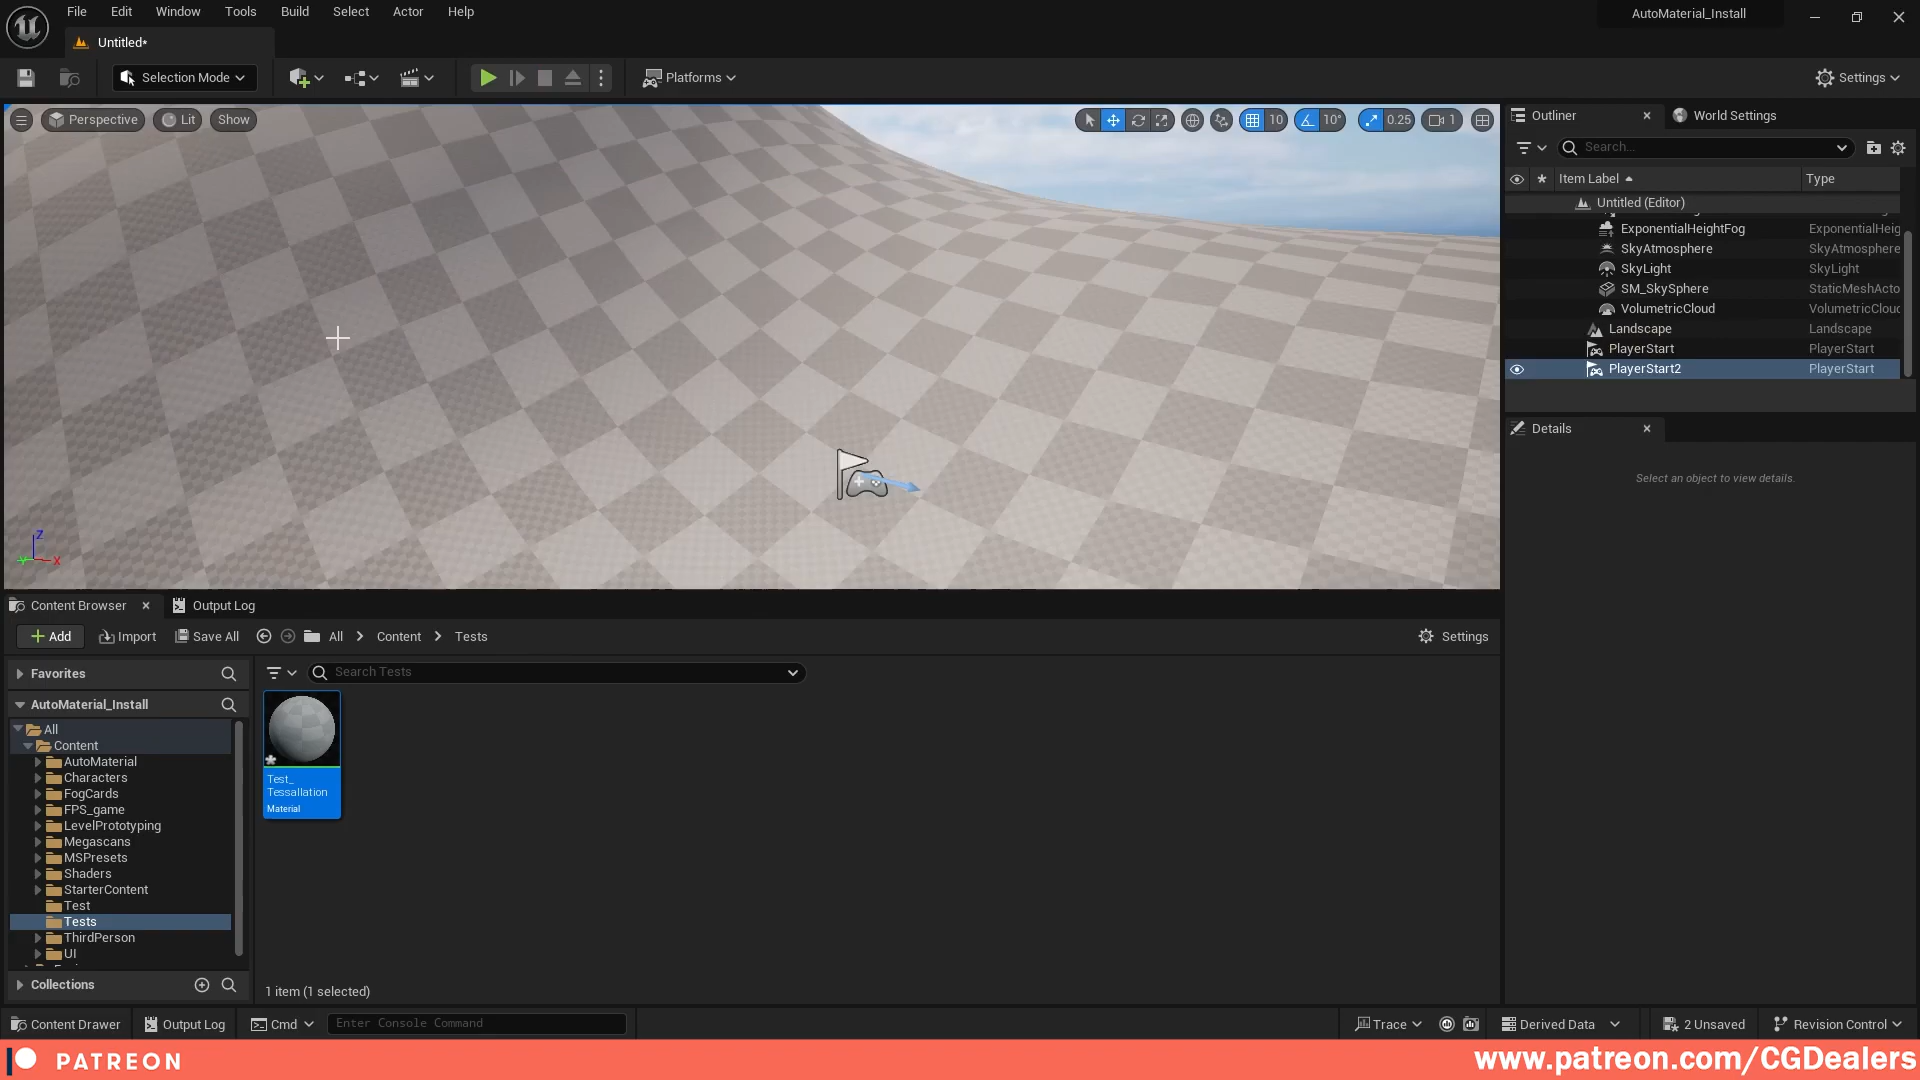 File Edit Window Tools Build Select Actor Help
AutoMaterial_Install
Untitled*
Selection Mode
Platforms
Settings
Perspective
Lit
Show
10
10°
0.25
1
Outliner
World Settings
Search...
Item Label
Type
Untitled (Editor)
ExponentialHeightFog ExponentialHeig
SkyAtmosphere SkyAtmosphere
SkyLight SkyLight
SM_SkySphere StaticMeshActo
VolumetricCloud VolumetricCloud
Landscape Landscape
PlayerStart PlayerStart
PlayerStart2 PlayerStart
Details
Select an object to view details.
Z
Y
X
Content Browser
Output Log
Add
Import
Save All
All
Content
Tests
Settings
Favorites
Search Tests
AutoMaterial_Install
All
Content
AutoMaterial
Characters
FogCards
FPS_game
LevelPrototyping
Megascans
MSPresets
Shaders
StarterContent
Test
Tests
ThirdPerson
UI
Test_
Tessallation
Material
Collections
1 item (1 selected)
Content Drawer
Output Log
Cmd
Enter Console Command
Trace
Derived Data
2 Unsaved
Revision Control
PATREON
www.patreon.com/CGDealers